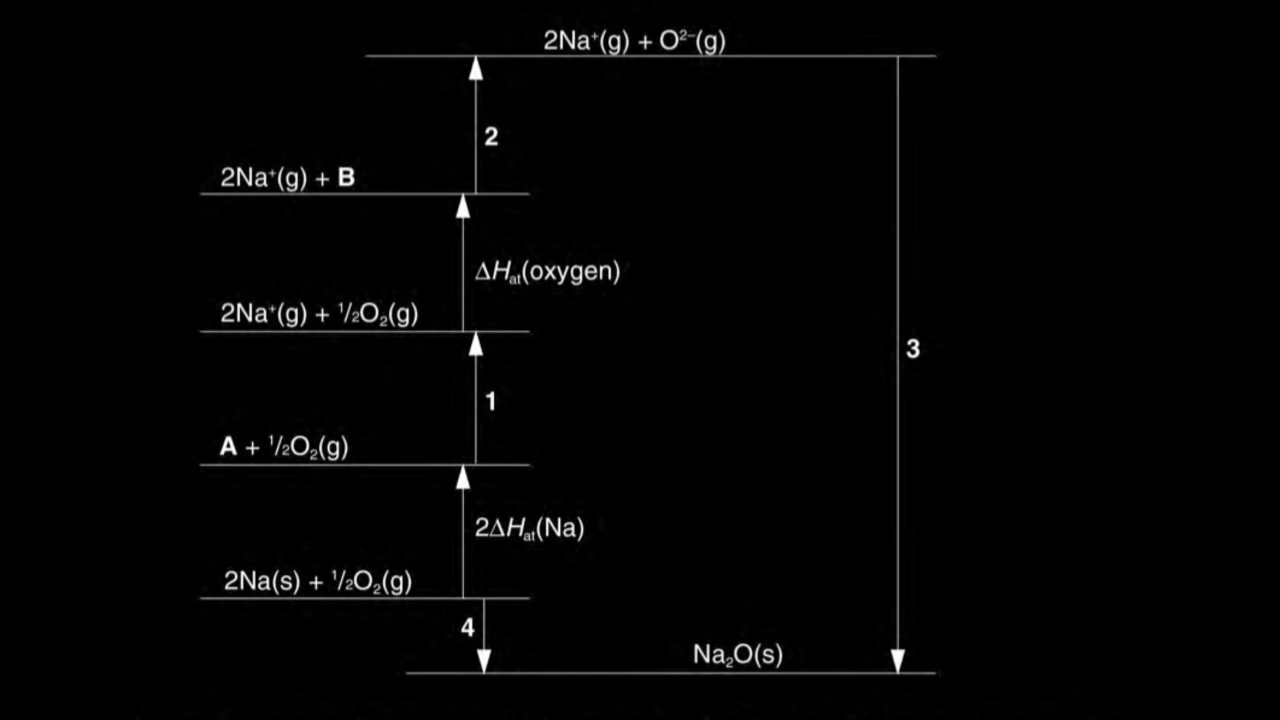 2Na⁺(g) + O²⁻(g)
2
2Na⁺(g) + B
ΔHₐₜ(oxygen)
2Na⁺(g) + ¹/₂O₂(g)
3
1
A + ¹/₂O₂(g)
2ΔHₐₜ(Na)
2Na(s) + ¹/₂O₂(g)
4
Na₂O(s)